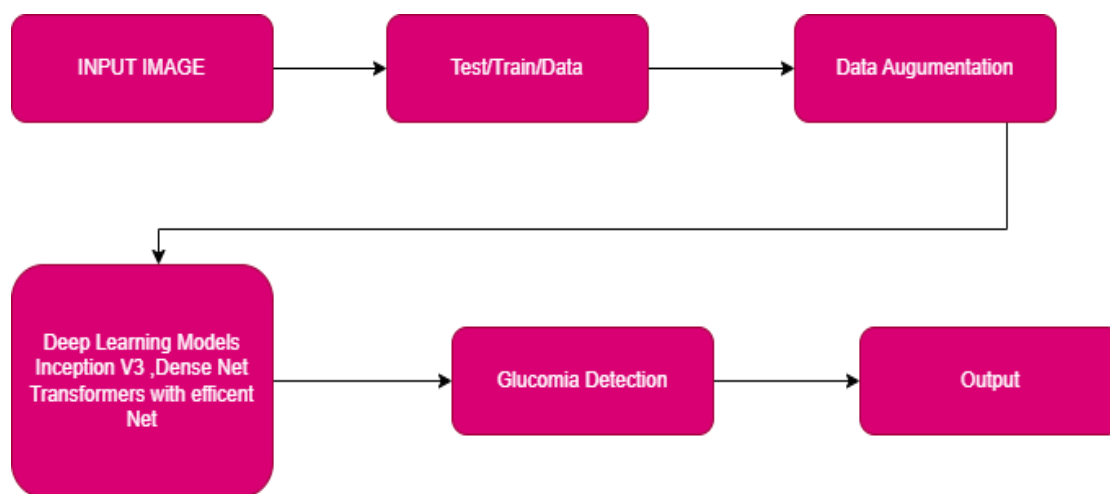 INPUT IMAGE
Test/Train/Data
Data Augumentation
Deep Learning Models
Inception V3 ,Dense Net
Transformers with efficent
Net
Glucomia Detection
Output